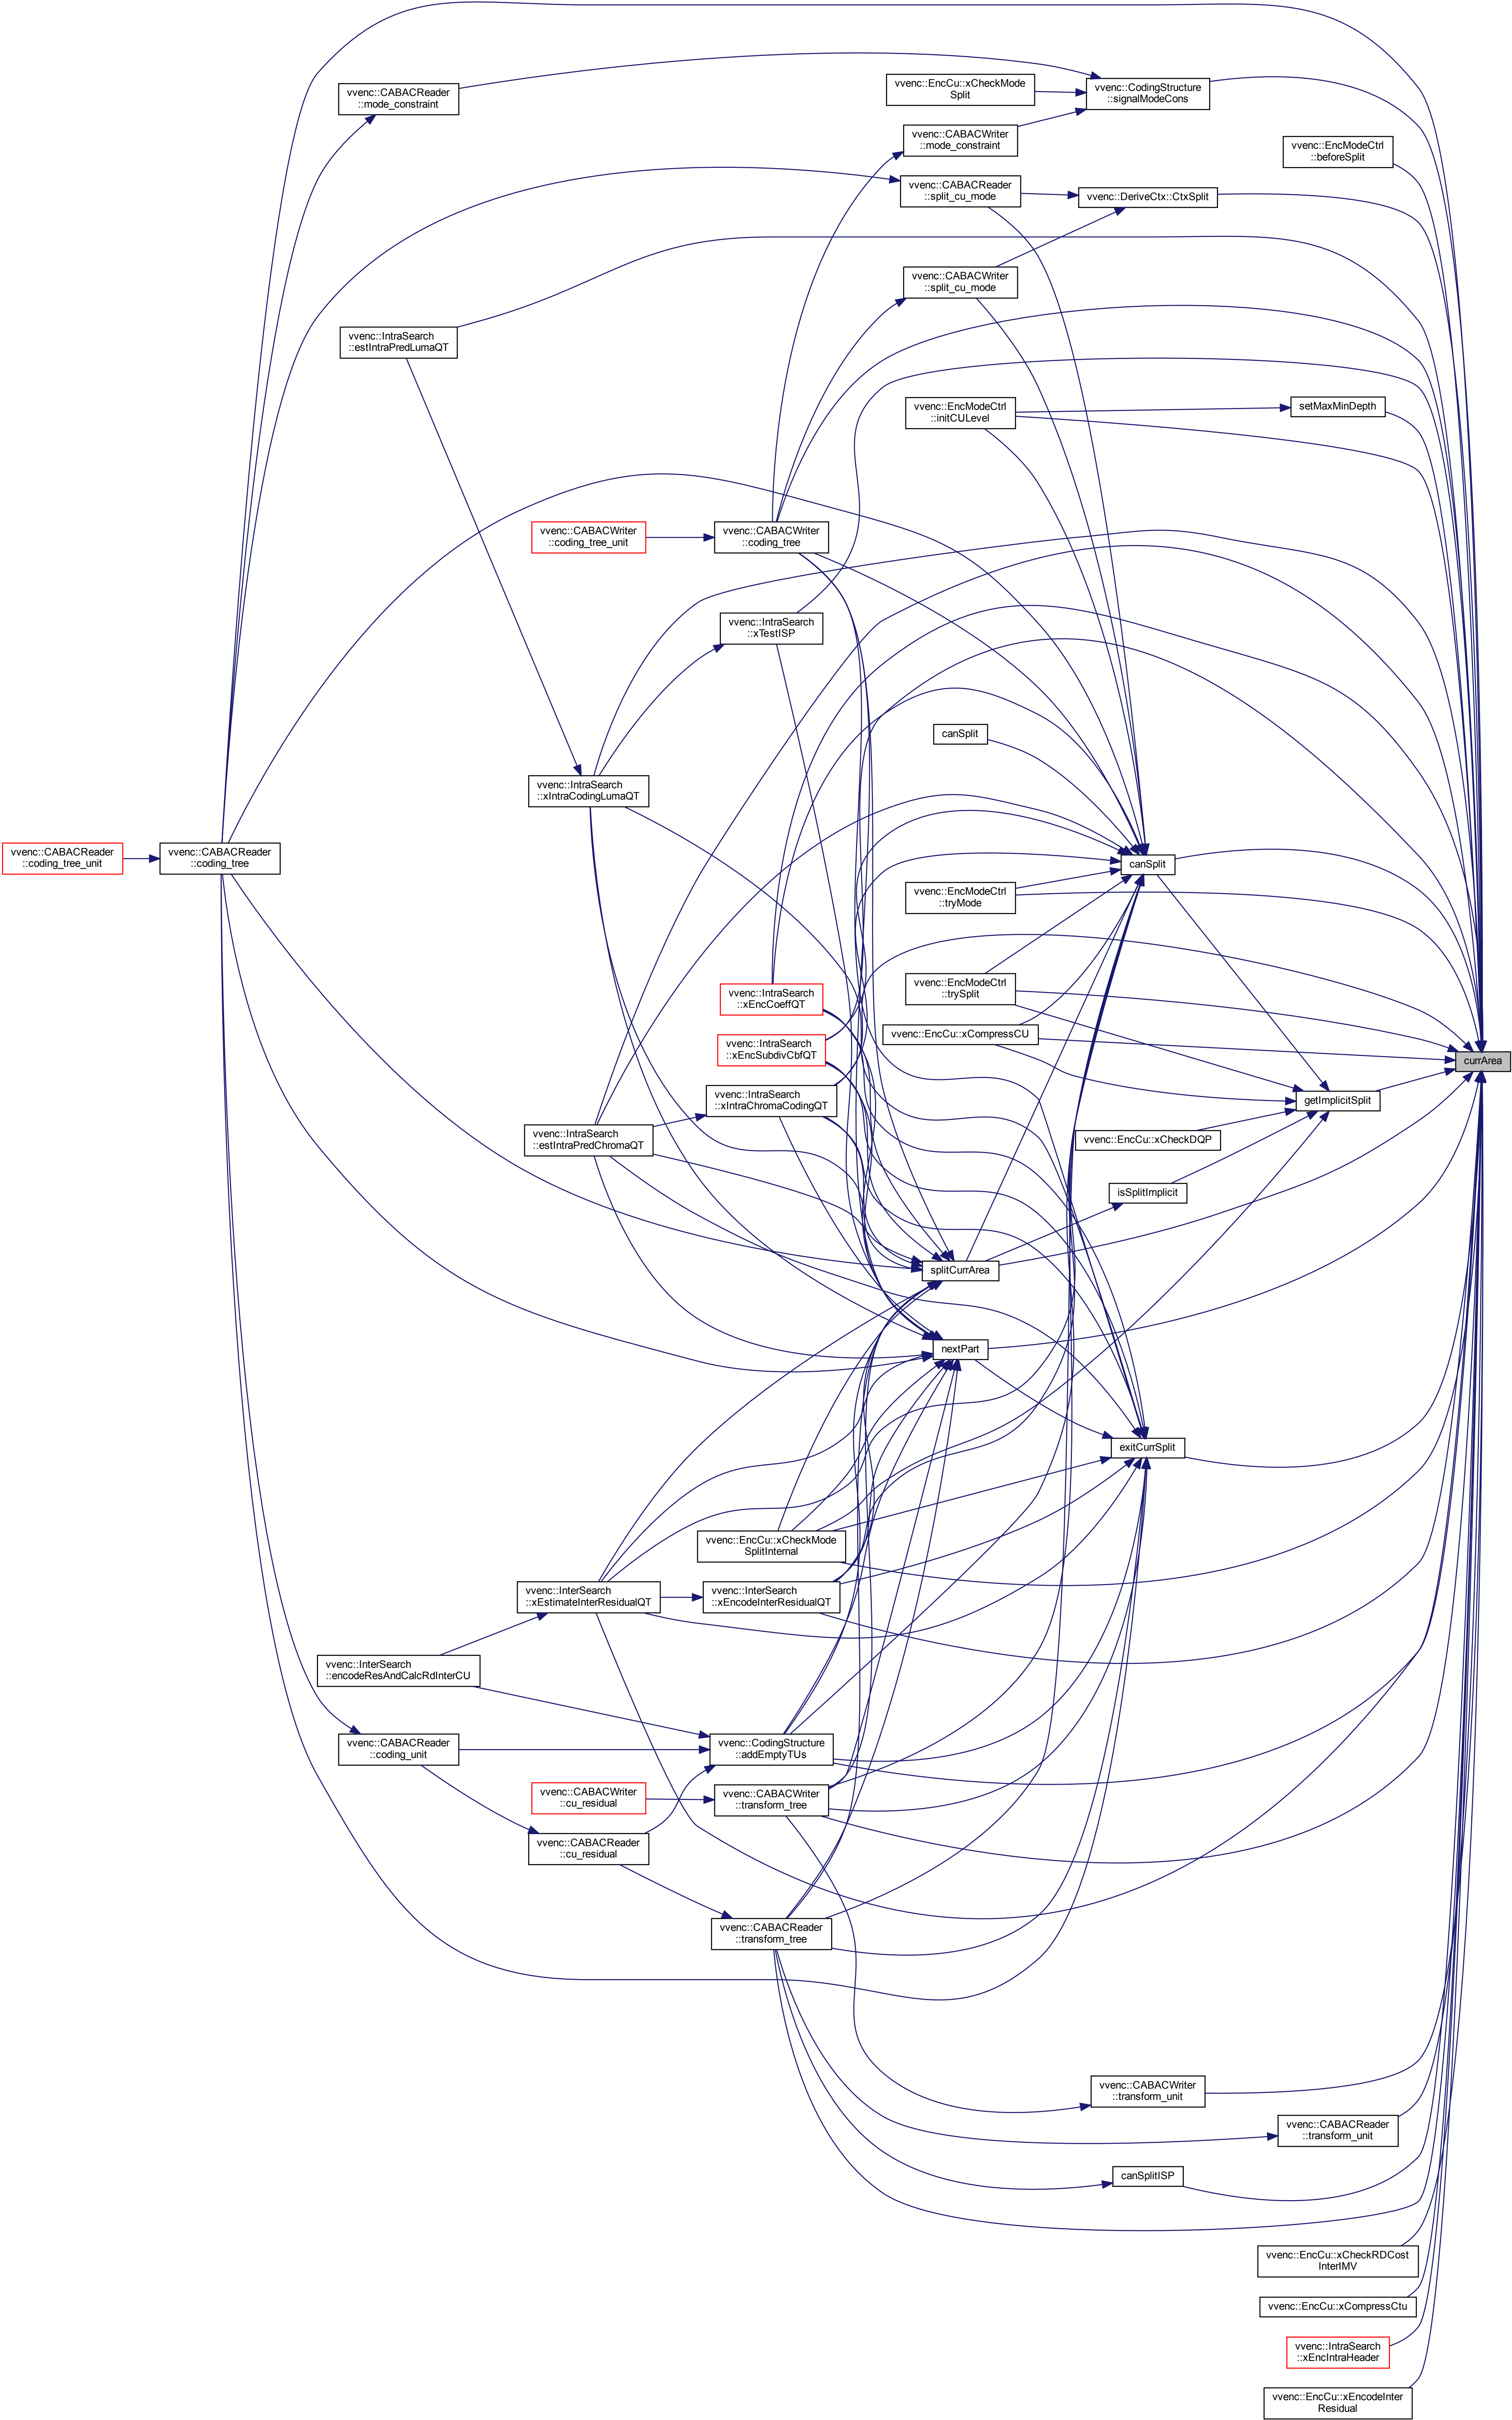 vvenc::CABACReader
::mode_constraint
vvenc::EncCu::xCheckMode
Split
vvenc::CodingStructure
::signalModeCons
vvenc::CABACWriter
::mode_constraint
vvenc::EncModeCtrl
::beforeSplit
vvenc::CABACReader
::split_cu_mode
vvenc::DeriveCtx::CtxSplit
vvenc::CABACWriter
::split_cu_mode
vvenc::IntraSearch
::estIntraPredLumaQT
vvenc::EncModeCtrl
::initCULevel
setMaxMinDepth
vvenc::CABACWriter
::coding_tree_unit
vvenc::CABACWriter
::coding_tree
vvenc::IntraSearch
::xTestISP
canSplit
vvenc::IntraSearch
::xIntraCodingLumaQT
vvenc::CABACReader
::coding_tree_unit
vvenc::CABACReader
::coding_tree
canSplit
vvenc::EncModeCtrl
::tryMode
vvenc::IntraSearch
::xEncCoeffQT
vvenc::EncModeCtrl
::trySplit
vvenc::IntraSearch
::xEncSubdivCbfQT
vvenc::EncCu::xCompressCU
currArea
vvenc::IntraSearch
::xIntraChromaCodingQT
getImplicitSplit
vvenc::IntraSearch
::estIntraPredChromaQT
vvenc::EncCu::xCheckDQP
isSplitImplicit
splitCurrArea
nextPart
exitCurrSplit
vvenc::EncCu::xCheckMode
SplitInternal
vvenc::InterSearch
::xEstimateInterResidualQT
vvenc::InterSearch
::xEncodeInterResidualQT
vvenc::InterSearch
::encodeResAndCalcRdInterCU
vvenc::CABACReader
::coding_unit
vvenc::CodingStructure
::addEmptyTUs
vvenc::CABACWriter
::cu_residual
vvenc::CABACWriter
::transform_tree
vvenc::CABACReader
::cu_residual
vvenc::CABACReader
::transform_tree
vvenc::CABACWriter
::transform_unit
vvenc::CABACReader
::transform_unit
canSplitISP
vvenc::EncCu::xCheckRDCost
InterIMV
vvenc::EncCu::xCompressCtu
vvenc::IntraSearch
::xEncIntraHeader
vvenc::EncCu::xEncodeInter
Residual